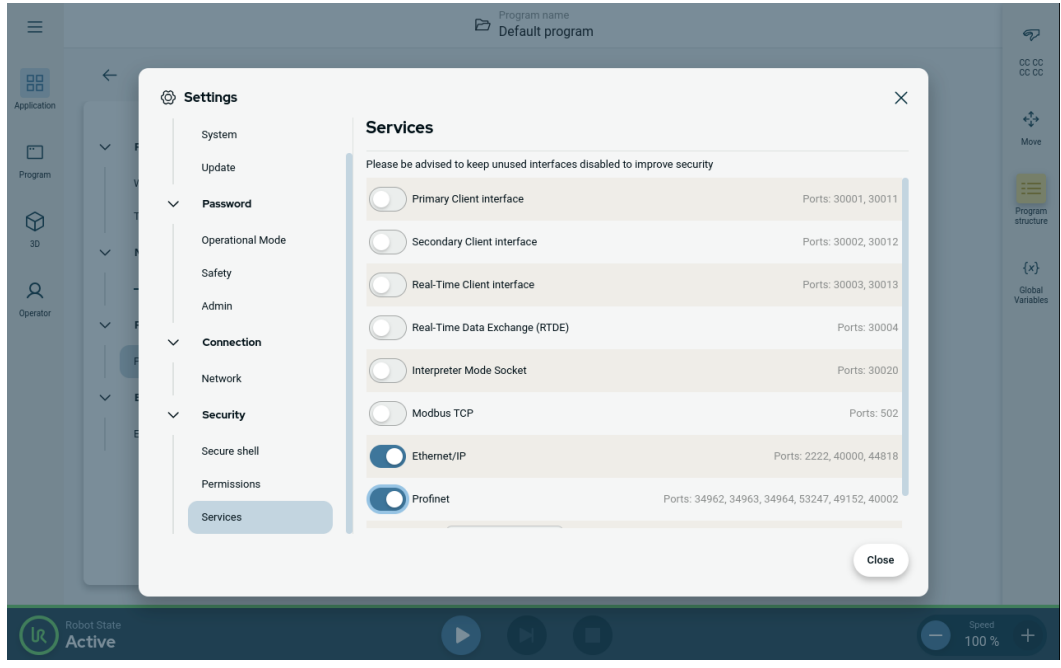 Program name
Default program
Application
Program
3D
Operator
Settings
System
Update
Password
Operational Mode
Safety
Admin
Connection
Network
Security
Secure shell
Permissions
Services
Services
Please be advised to keep unused interfaces disabled to improve security
Primary Client interface Ports: 30001, 30011
Secondary Client interface Ports: 30002, 30012
Real-Time Client interface Ports: 30003, 30013
Real-Time Data Exchange (RTDE) Ports: 30004
Interpreter Mode Socket Ports: 30020
Modbus TCP Ports: 502
Ethernet/IP Ports: 2222, 40000, 44818
Profinet Ports: 34962, 34963, 34964, 53247, 49152, 40002
Close
CC CC
CC CC
Move
Program
structure
{x}
Global
Variables
UR
Robot State
Active
Speed
100 %